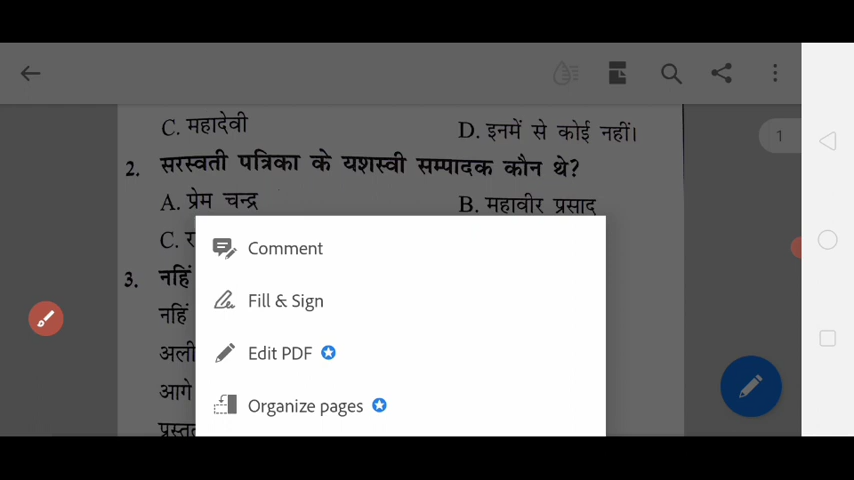 C. महादेवी
D. इनमें से कोई नहीं।
1
2. सरस्वती पत्रिका के यशस्वी सम्पादक कौन थे?
A. प्रेम चन्द्र
B. महावीर प्रसाद
C.
Comment
3. नहिं
Fill & Sign
नहिं
Edit PDF
अली
आगे
Organize pages